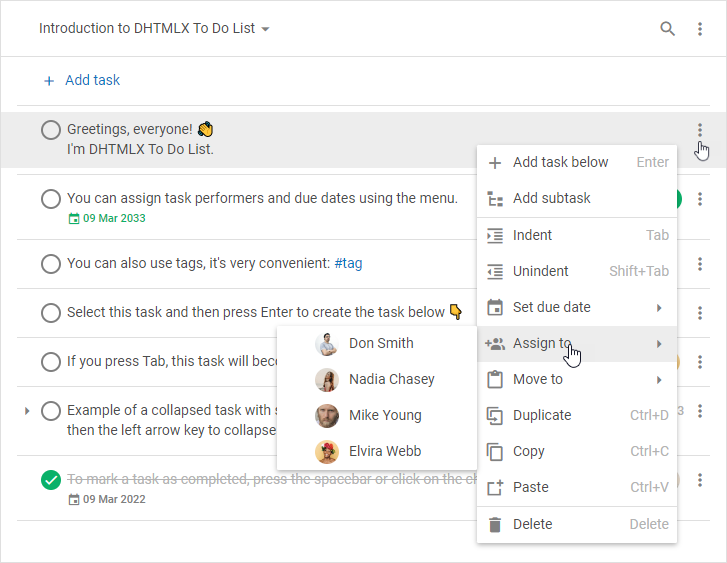 Introduction to DHTMLX To Do List
Add task
Greetings, everyone! 👏
I'm DHTMLX To Do List.
You can assign task performers and due dates using the menu.
09 Mar 2033
You can also use tags, it's very convenient: #tag
Select this task and then press Enter to create the task below 👇
If you press Tab, this task will
Example of a collapsed task with
then the left arrow key to collapse
To mark a task as completed, press the spacebar or click on the
09 Mar 2022
Add task below Enter
Add subtask
Indent Tab
Unindent Shift+Tab
Set due date
Assign to
Move to
Duplicate Ctrl+D
Copy Ctrl+C
Paste Ctrl+V
Delete Delete
Don Smith
Nadia Chasey
Mike Young
Elvira Webb